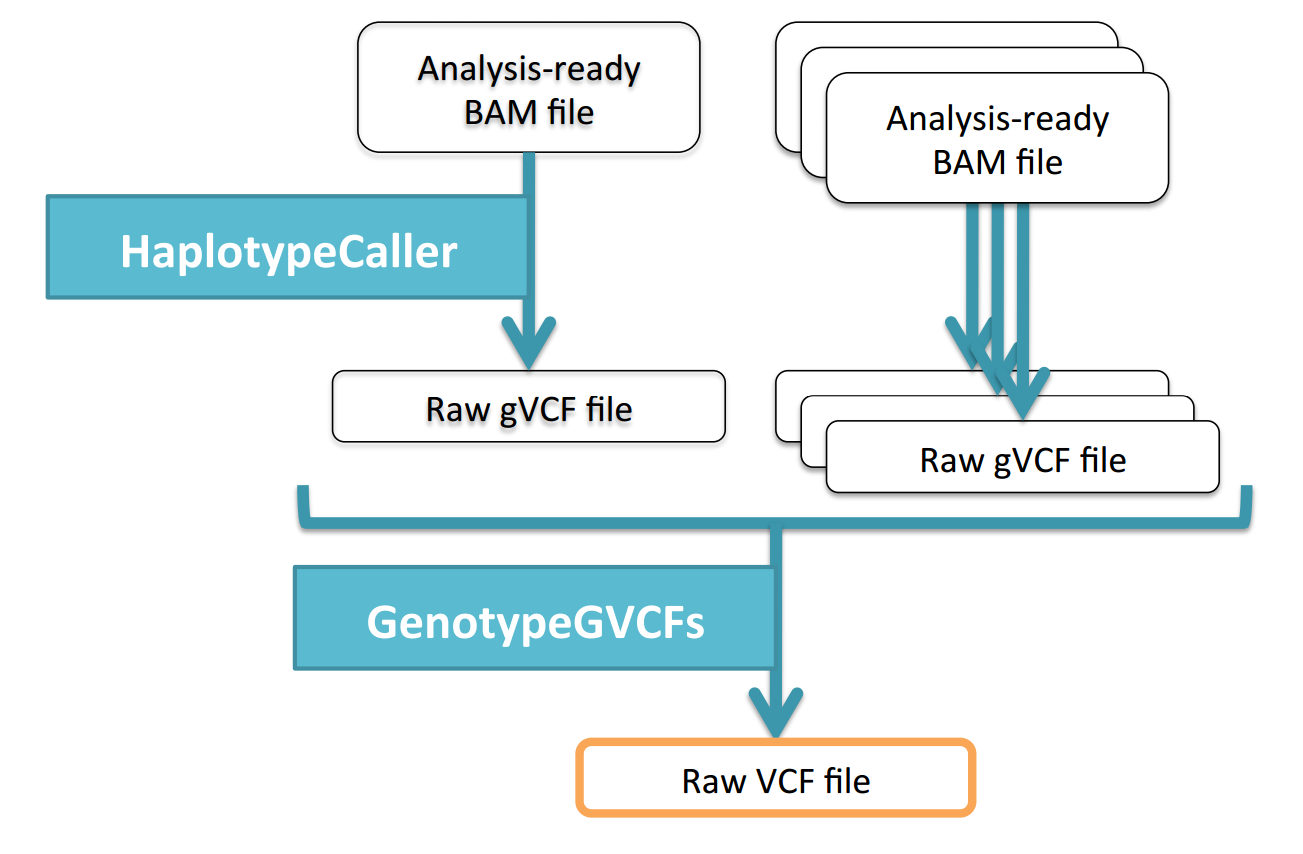 Analysis-ready
BAM file
Analysis-ready
BAM file
HaplotypeCaller
Raw gVCF file
Raw gVCF file
GenotypeGVCFs
Raw VCF file